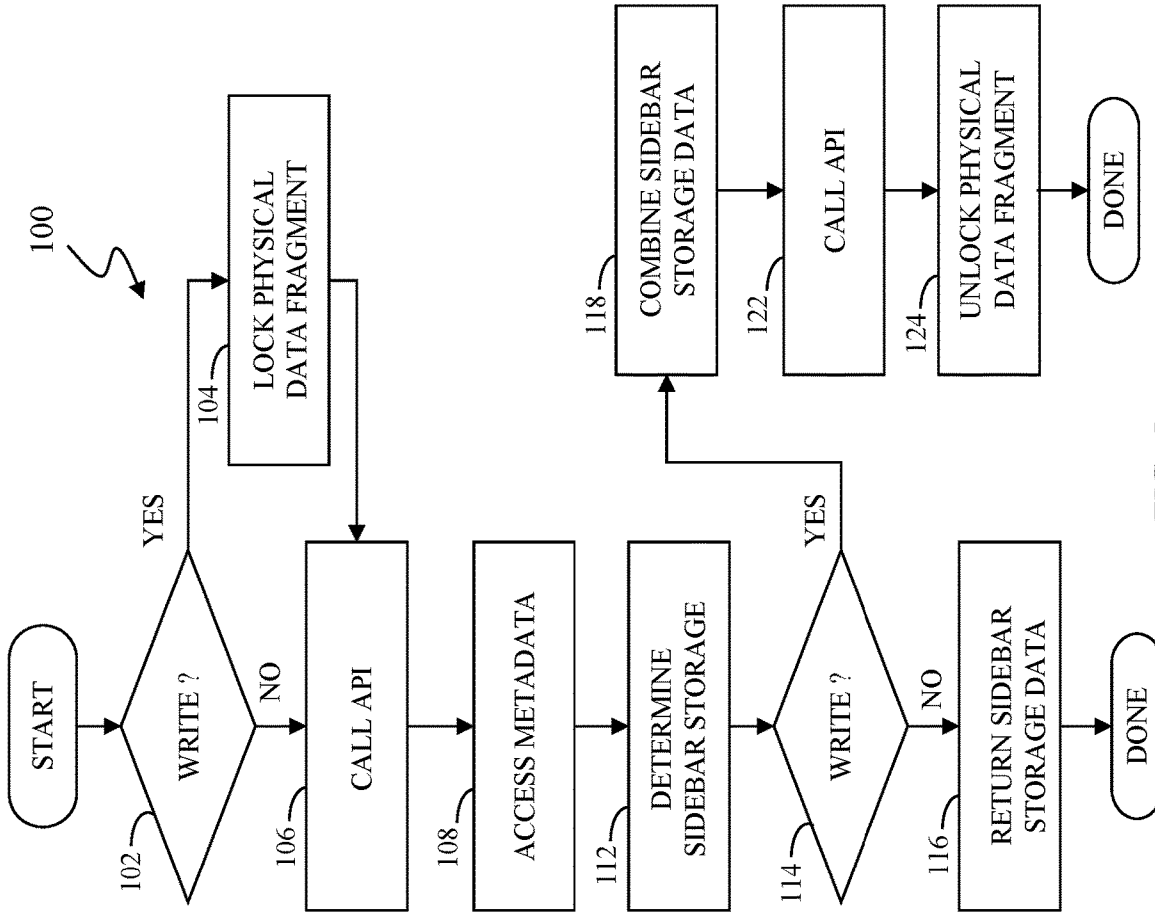 100
START
102
WRITE ?
YES
NO
104
LOCK PHYSICAL
DATA FRAGMENT
106
CALL API
108
ACCESS METADATA
112
DETERMINE
SIDEBAR STORAGE
114
WRITE ?
YES
NO
116
RETURN SIDEBAR
STORAGE DATA
DONE
118
COMBINE SIDEBAR
STORAGE DATA
122
CALL API
124
UNLOCK PHYSICAL
DATA FRAGMENT
DONE